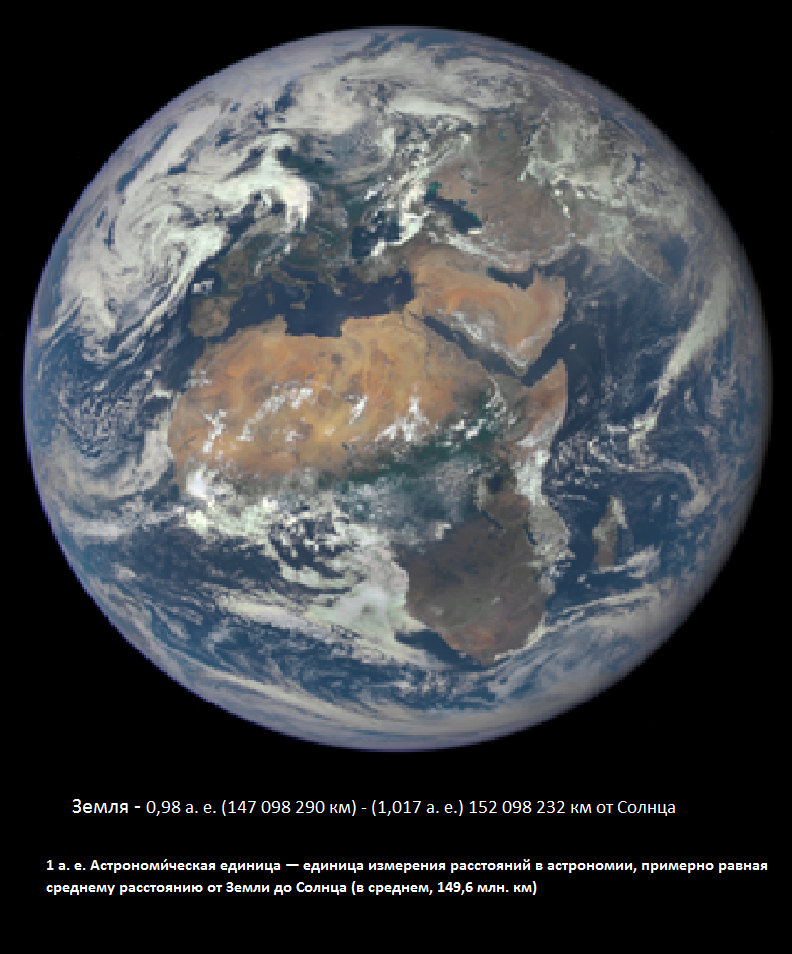 Земля - 0,98 а. е. (147 098 290 км) - (1,017 а. е.) 152 098 232 км от Солнца
1 а. е. Астрономи́ческая единица — единица измерения расстояний в астрономии, примерно равная
среднему расстоянию от Земли до Солнца (в среднем, 149,6 млн. км)